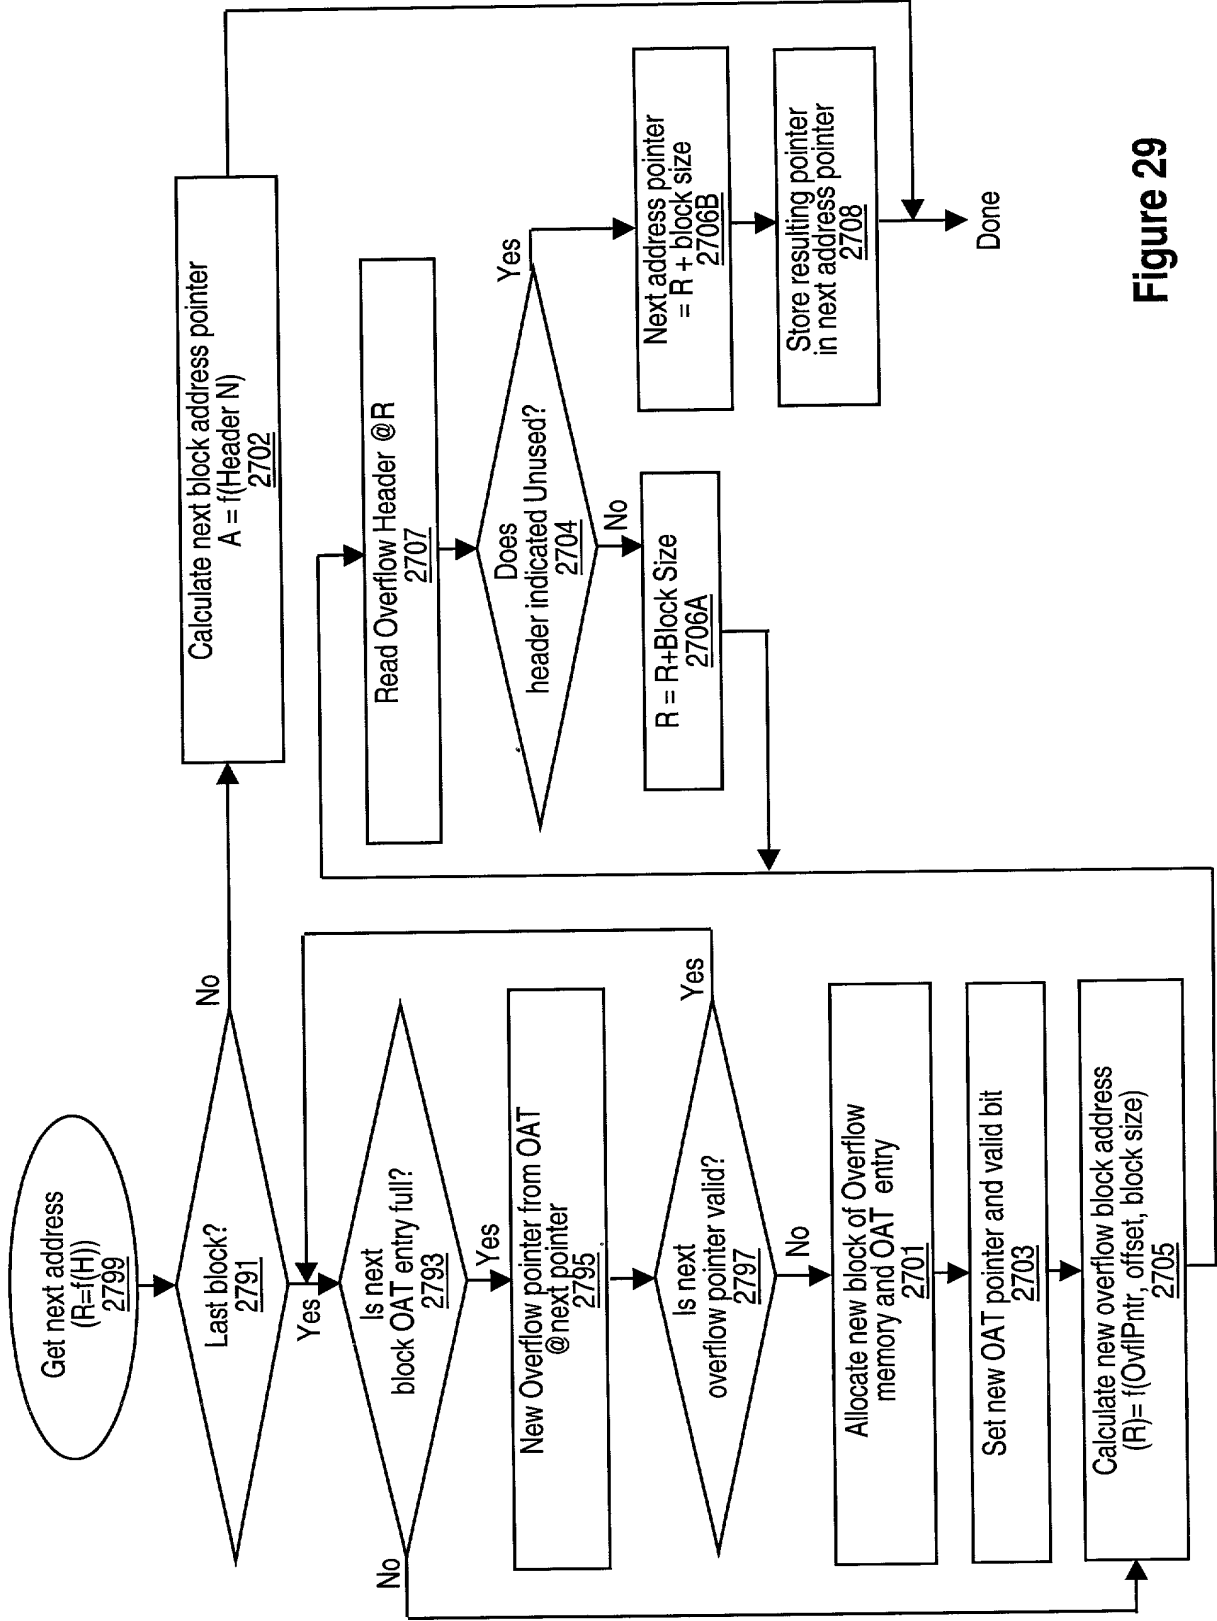 Get next address
(R=f(H))
2799
Last block?
2791
No
Yes
Is next
block OAT entry full?
2793
No
Yes
New Overflow pointer from OAT
@next pointer
2795
Is next
overflow pointer valid?
2797
Yes
No
Allocate new block of Overflow
memory and OAT entry
2701
Set new OAT pointer and valid bit
2703
Calculate new overflow block address
(R)= f(OvflPntr, offset, block size)
2705
Calculate next block address pointer
A = f(Header N)
2702
Read Overflow Header @R
2707
Does
header indicated Unused?
2704
Yes
No
R = R+Block Size
2706A
Next address pointer
= R + block size
2706B
Store resulting pointer
in next address pointer
2708
Done
Figure 29